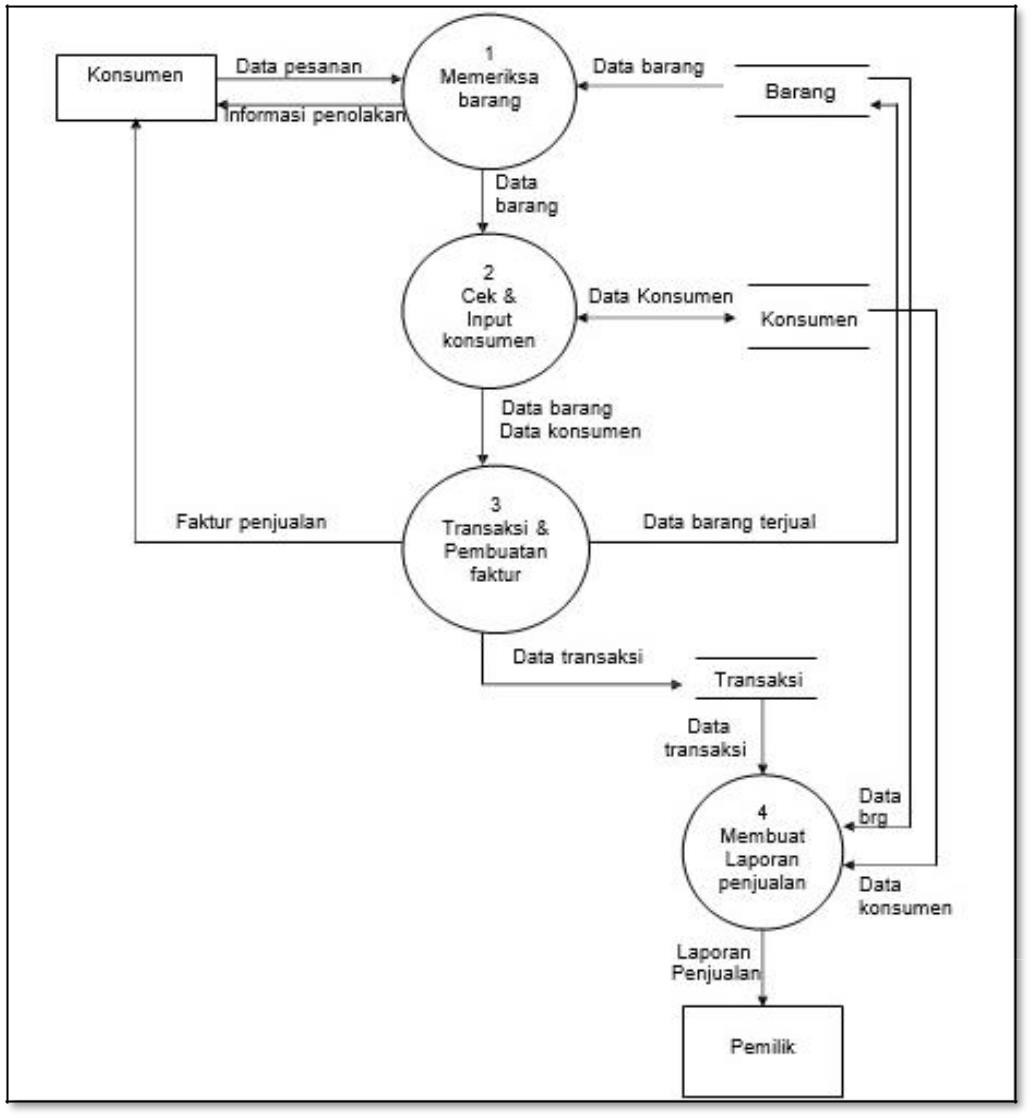 Konsumen
Data pesanan
Informasi penolakan
1
Memeriksa
barang
Data barang
Barang
Data
barang
2
Cek &
Input
konsumen
Data Konsumen
Konsumen
Data barang
Data konsumen
3
Transaksi &
Pembuatan
faktur
Faktur penjualan
Data barang terjual
Data transaksi
Transaksi
Data
transaksi
4
Membuat
Laporan
penjualan
Data
brg
Data
konsumen
Laporan
Penjualan
Pemilik